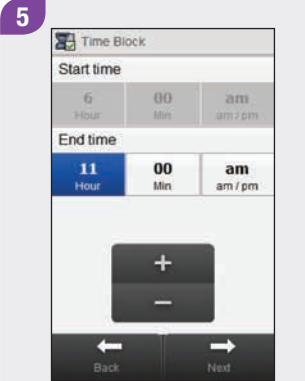 5
Time Block
Start time
6 00 am
Hour Min am / pm
End time
11 00 am
Hour Min am / pm
+
−
Back Next